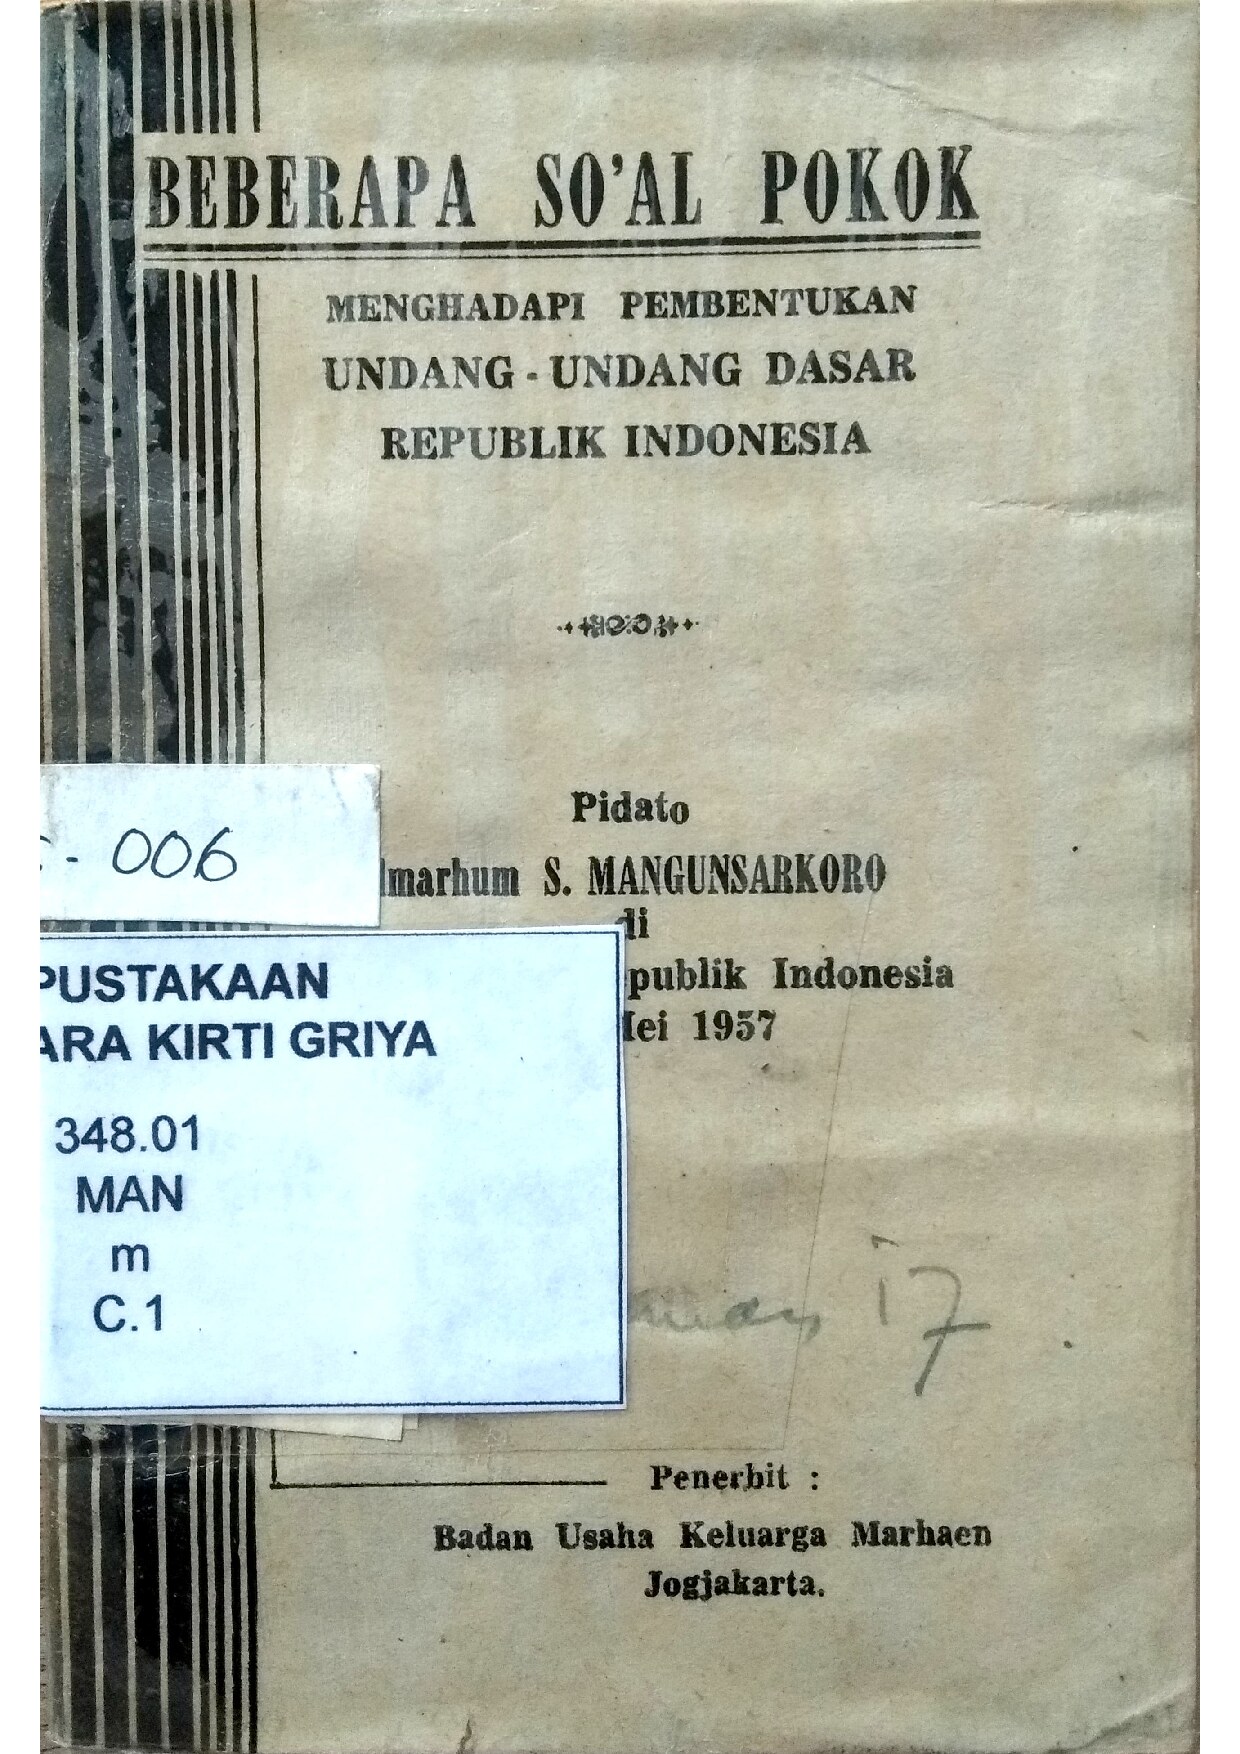 BEBERAPA SO'AL POKOK
MENGHADAPI PEMBENTUKAN
UNDANG-UNDANG DASAR
REPUBLIK INDONESIA
Pidato
lmarhum S. MANGUNSARKORO
di
publik Indonesia
ei 1957
- 006
PUSTAKAAN
ARA KIRTI GRIYA
348.01
MAN
m
C.1
17
Penerbit :
Badan Usaha Keluarga Marhaen
Jogjakarta.